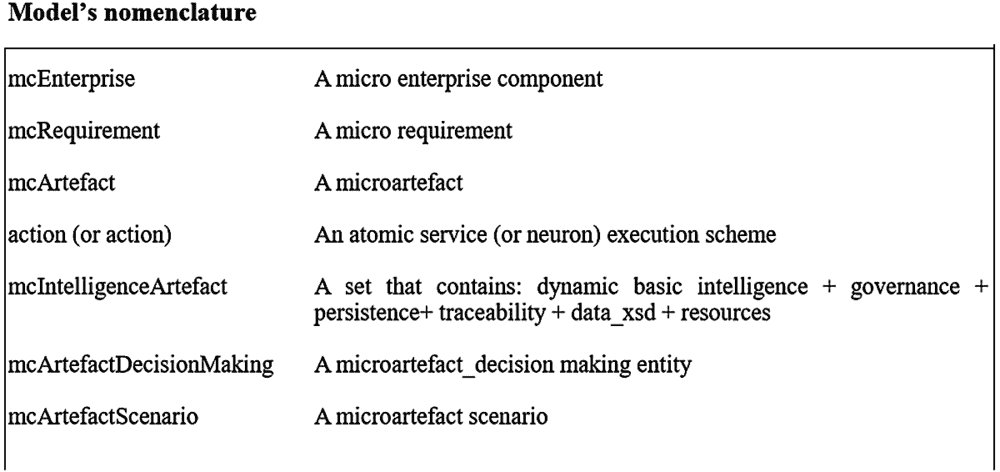 Model's nomenclature
mcEnterprise A micro enterprise component
mcRequirement A micro requirement
mcArtefact A microartefact
action (or action) An atomic service (or neuron) execution scheme
mcIntelligenceArtefact A set that contains: dynamic basic intelligence + governance +
persistence+ traceability + data_xsd + resources
mcArtefactDecisionMaking A microartefact_decision making entity
mcArtefactScenario A microartefact scenario